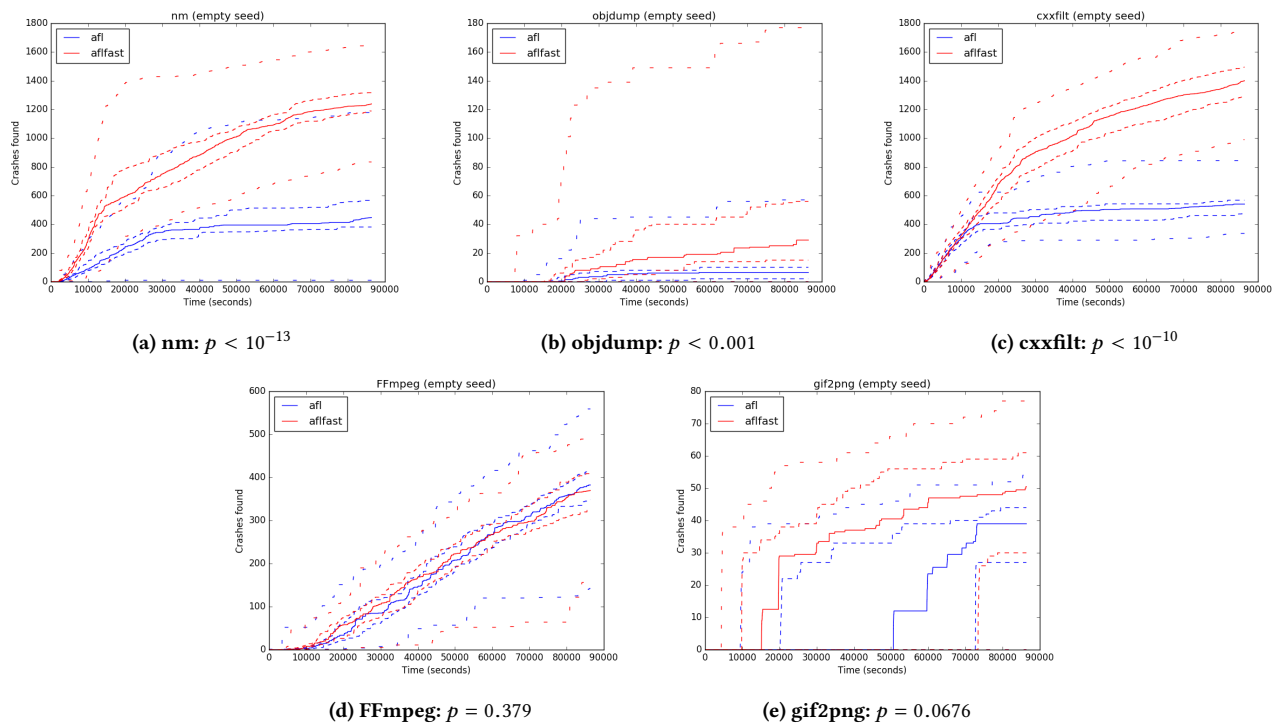 nm (empty seed)
1800
1600
1400
1200
1000
800
600
400
200
0
Crashes found
afl
aflfast
0 10000 20000 30000 40000 50000 60000 70000 80000 90000
Time (seconds)
(a) nm: p < 10⁻¹³
objdump (empty seed)
180
160
140
120
100
80
60
40
20
0
Crashes found
afl
aflfast
0 10000 20000 30000 40000 50000 60000 70000 80000 90000
Time (seconds)
(b) objdump: p < 0.001
cxxfilt (empty seed)
1800
1600
1400
1200
1000
800
600
400
200
0
Crashes found
afl
aflfast
0 10000 20000 30000 40000 50000 60000 70000 80000 90000
Time (seconds)
(c) cxxfilt: p < 10⁻¹⁰
FFmpeg (empty seed)
600
500
400
300
200
100
0
Crashes found
afl
aflfast
0 10000 20000 30000 40000 50000 60000 70000 80000 90000
Time (seconds)
(d) FFmpeg: p = 0.379
gif2png (empty seed)
80
70
60
50
40
30
20
10
0
Crashes found
afl
aflfast
0 10000 20000 30000 40000 50000 60000 70000 80000 90000
Time (seconds)
(e) gif2png: p = 0.0676